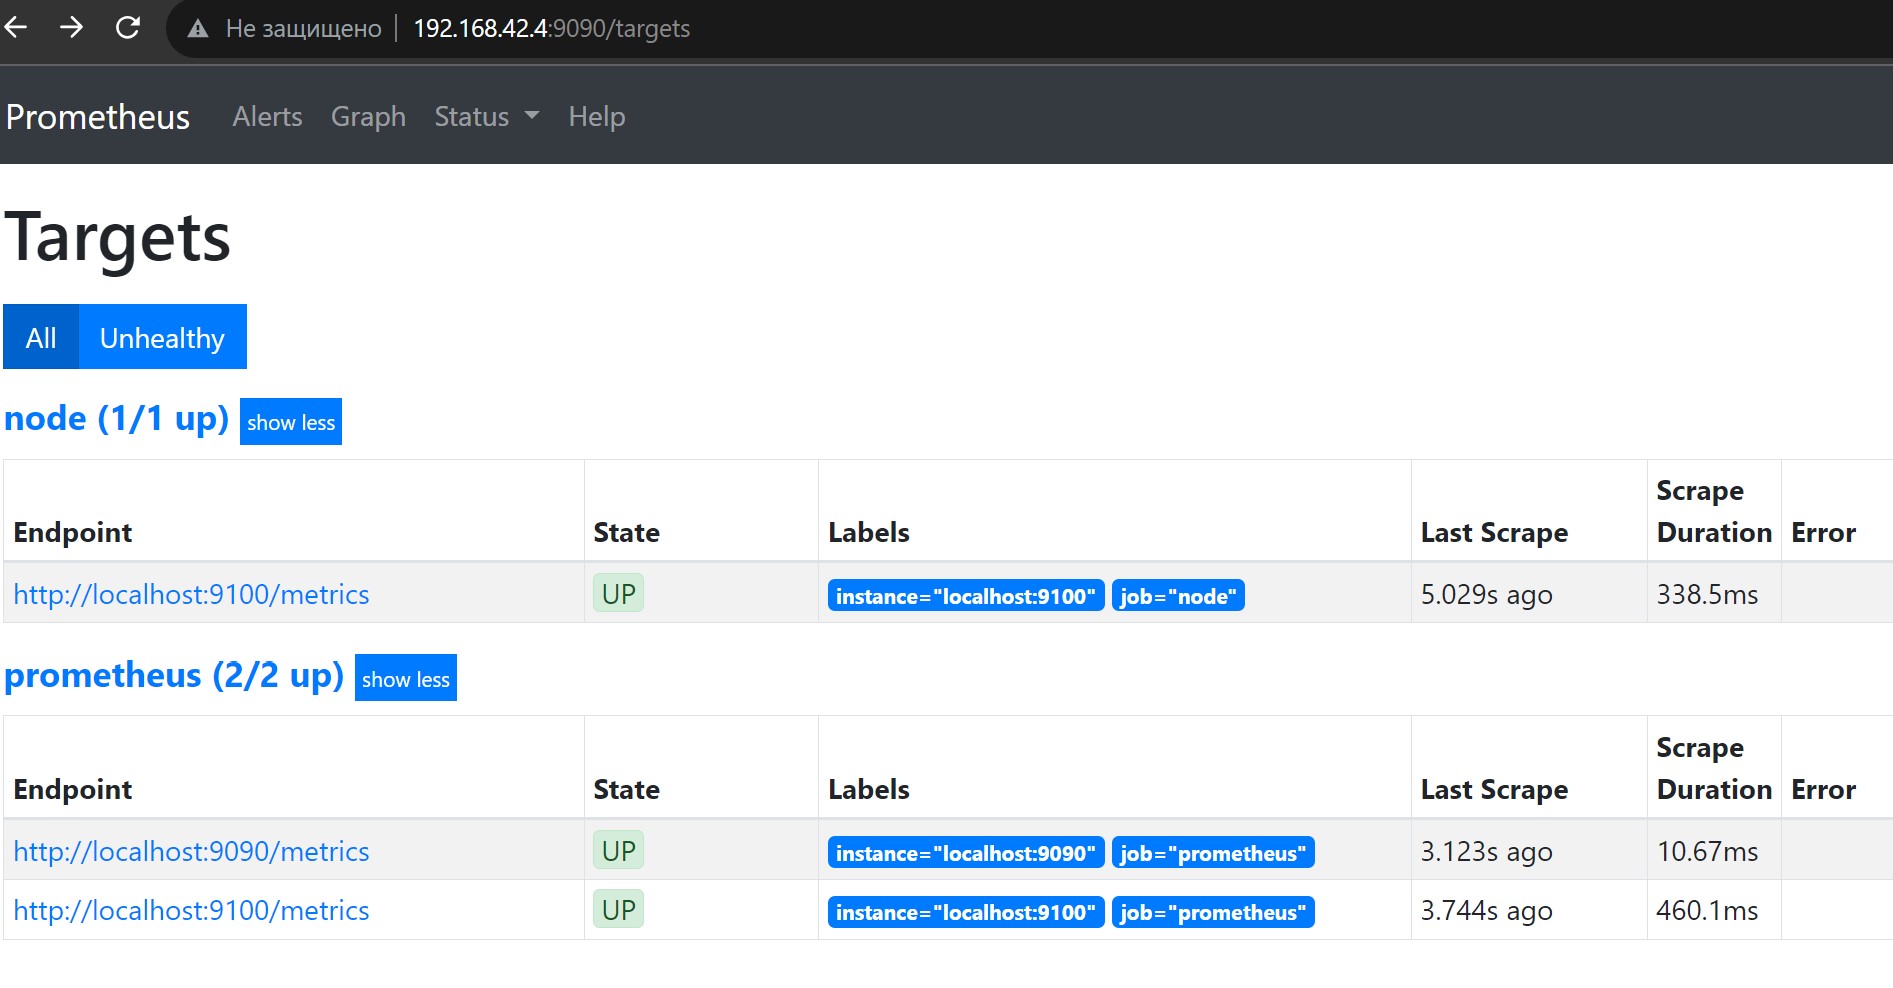 Не защищено 192.168.42.4:9090/targets
Prometheus Alerts Graph Status Help
Targets
All Unhealthy
node (1/1 up) show less
Endpoint State Labels Last Scrape Scrape Duration Error
http://localhost:9100/metrics UP instance="localhost:9100" job="node" 5.029s ago 338.5ms
prometheus (2/2 up) show less
Endpoint State Labels Last Scrape Scrape Duration Error
http://localhost:9090/metrics UP instance="localhost:9090" job="prometheus" 3.123s ago 10.67ms
http://localhost:9100/metrics UP instance="localhost:9100" job="prometheus" 3.744s ago 460.1ms